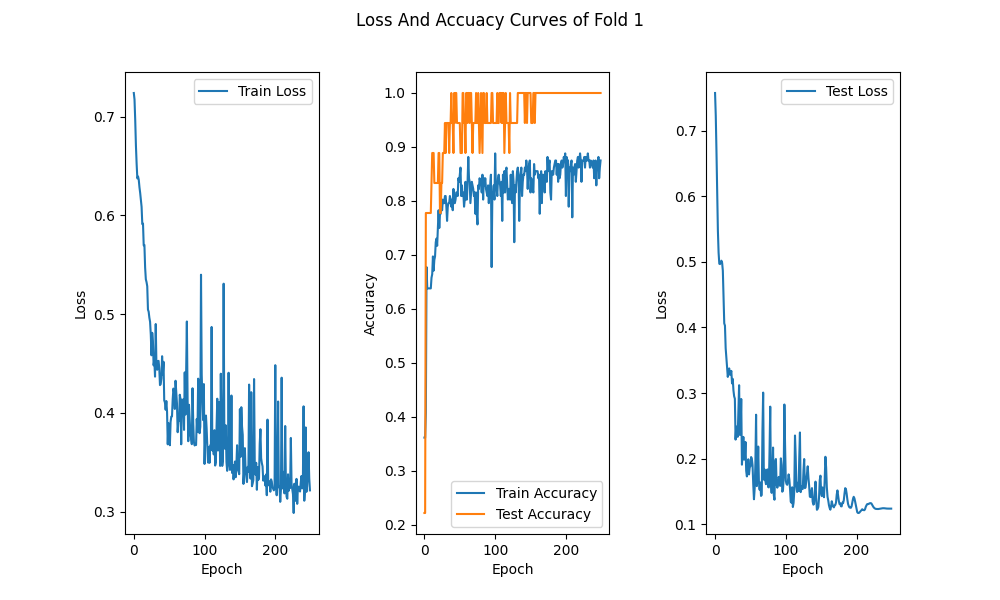 Loss And Accuacy Curves of Fold 1
Train Loss
0.7
0.6
0.5
0.4
0.3
Loss
0 100 200
Epoch
1.0
0.9
0.8
0.7
0.6
0.5
0.4
0.3
0.2
Accuracy
Train Accuracy
Test Accuracy
0 100 200
Epoch
Test Loss
0.7
0.6
0.5
0.4
0.3
0.2
0.1
Loss
0 100 200
Epoch